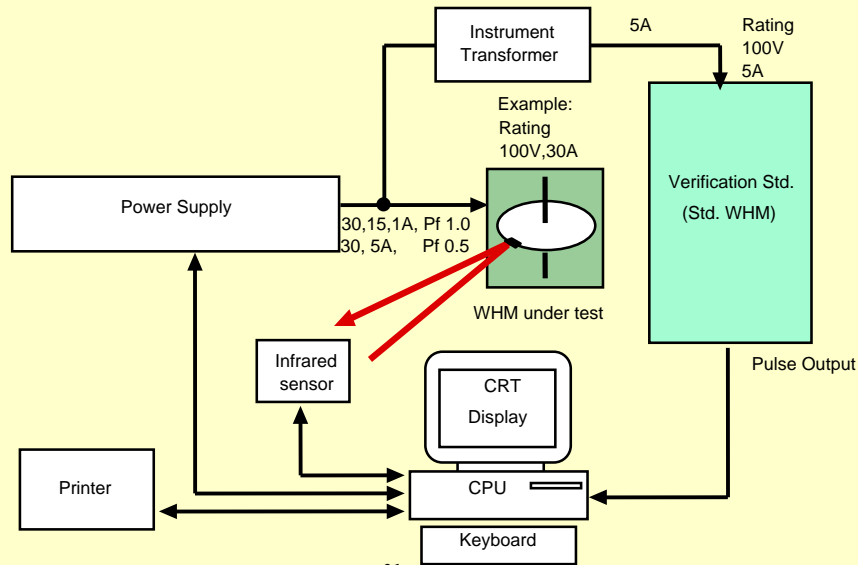 Instrument
Transformer
5A
Rating
100V
5A
Example:
Rating
100V,30A
Power Supply
30,15,1A, Pf 1.0
30, 5A, Pf 0.5
Verification Std.
(Std. WHM)
WHM under test
Infrared
sensor
CRT
Display
Pulse Output
Printer
CPU
Keyboard